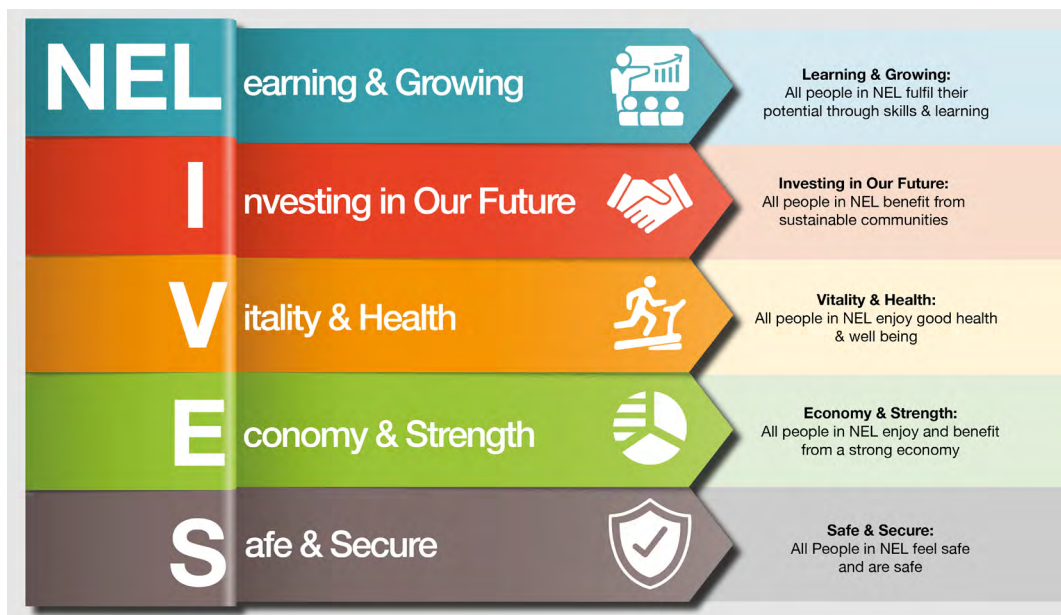 NEL earning & Growing
Learning & Growing:
All people in NEL fulfil their
potential through skills & learning
I nvesting in Our Future
Investing in Our Future:
All people in NEL benefit from
sustainable communities
V itality & Health
Vitality & Health:
All people in NEL enjoy good health
& well being
E conomy & Strength
Economy & Strength:
All people in NEL enjoy and benefit
from a strong economy
S afe & Secure
Safe & Secure:
All People in NEL feel safe
and are safe